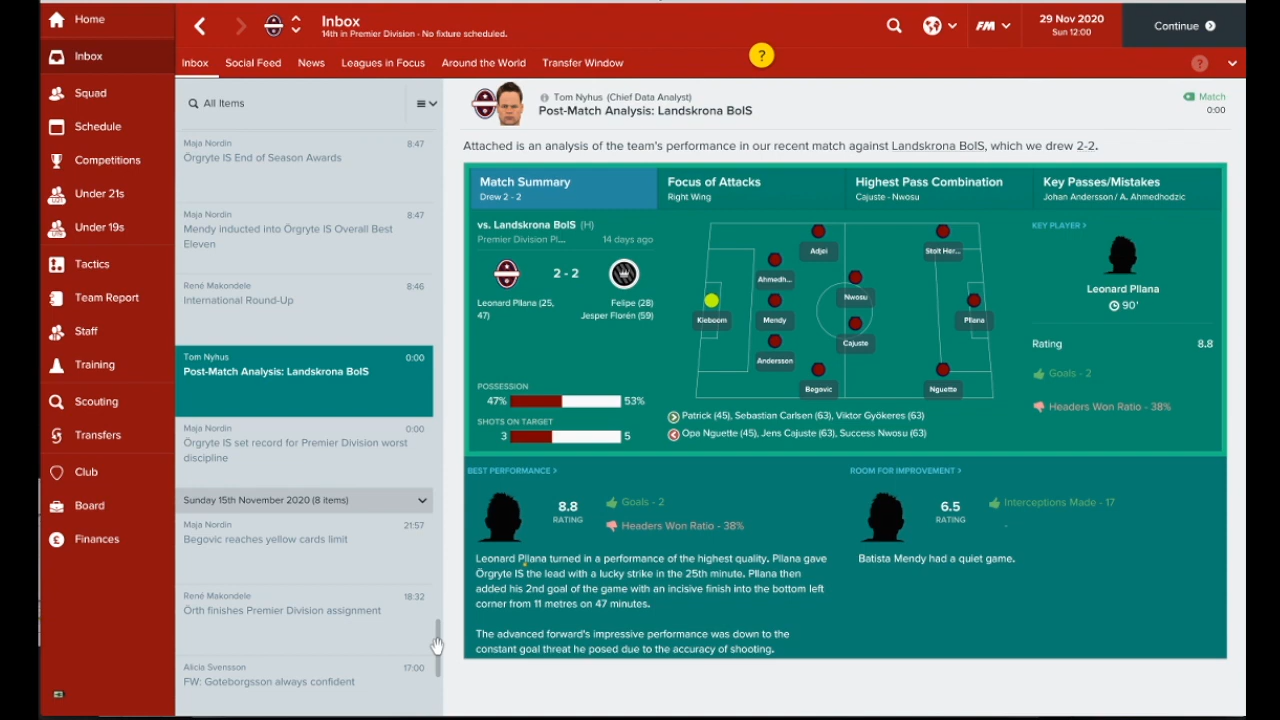 Home
Inbox
Squad
Schedule
Competitions
Under 21s
Under 19s
Tactics
Team Report
Staff
Training
Scouting
Transfers
Club
Board
Finances
Inbox
14th in Premier Division - No fixture scheduled.
FM
29 Nov 2020
Sun 12:00
Continue
?
Inbox
Social Feed
News
Leagues in Focus
Around the World
Transfer Window
?
All Items
Maja Nordin 8:47
Örgryte IS End of Season Awards
Maja Nordin 8:47
Mendy inducted into Örgryte IS Overall Best
Eleven
René Makondele 8:46
International Round-Up
Tom Nyhus 0:00
Post-Match Analysis: Landskrona BoIS
Maja Nordin 0:00
Örgryte IS set record for Premier Division worst
discipline
Sunday 15th November 2020 (8 items)
Maja Nordin 21:57
Begovic reaches yellow cards limit
René Makondele 18:32
Örth finishes Premier Division assignment
Alicia Svensson 17:00
FW: Goteborgsson always confident
Tom Nyhus (Chief Data Analyst)
Post-Match Analysis: Landskrona BoIS
Match
0:00
Attached is an analysis of the team's performance in our recent match against Landskrona BoIS, which we drew 2-2.
Match Summary
Drew 2 - 2
Focus of Attacks
Right Wing
Highest Pass Combination
Cajuste - Nwosu
Key Passes/Mistakes
Johan Andersson / A. Ahmedhodzic
vs. Landskrona BoIS (H)
Premier Division Pl... 14 days ago
2 - 2
Leonard Pllana (25,
47)
Felipe (28)
Jesper Florén (59)
POSSESSION
47% 53%
SHOTS ON TARGET
3 5
Adjei
Stolt Her...
Ahmedh...
Nwosu
Kieboom
Mendy
Pllana
Cajuste
Andersson
Begovic
Nguette
Patrick (45), Sebastian Carlsen (63), Viktor Gyökeres (63)
Opa Nguette (45), Jens Cajuste (63), Success Nwosu (63)
KEY PLAYER >
Leonard Pllana
90'
Rating 8.8
Goals - 2
Headers Won Ratio - 38%
BEST PERFORMANCE >
8.8
RATING
Goals - 2
Headers Won Ratio - 38%
Leonard Pllana turned in a performance of the highest quality. Pllana gave
Örgryte IS the lead with a lucky strike in the 25th minute. Pllana then
added his 2nd goal of the game with an incisive finish into the bottom left
corner from 11 metres on 47 minutes.
The advanced forward's impressive performance was down to the
constant goal threat he posed due to the accuracy of shooting.
ROOM FOR IMPROVEMENT >
6.5
RATING
Interceptions Made - 17
-
Batista Mendy had a quiet game.